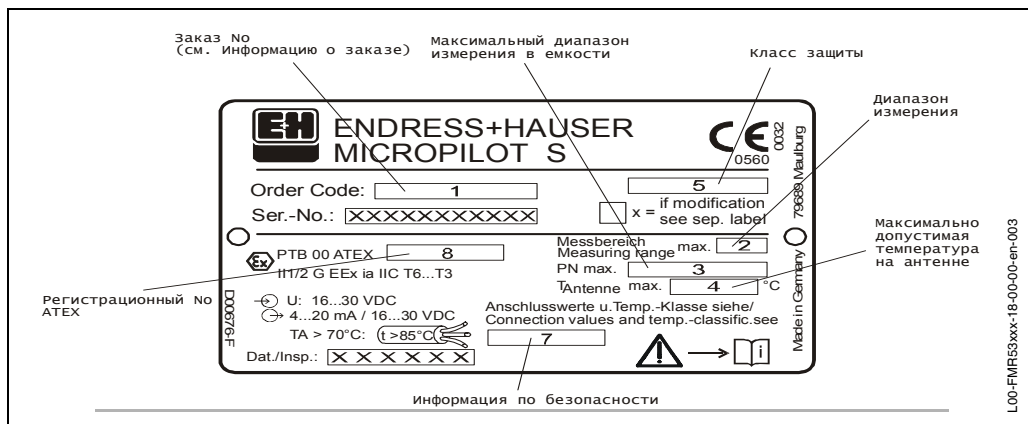 Заказ No
(см. Информацию о заказе)
Максимальный диапазон
измерения в емкости
Класс защиты
Диапазон
измерения
E+H
ENDRESS+HAUSER
MICROPILOT S
CE
0560
0032
Order Code: 1
5
Ser.-No.: XXXXXXXXXXX
x = if modification
see sep. label
79689 Maulburg
Made in Germany
Ex
PTB 00 ATEX 8
II1/2 G EEx ia IIC T6...T3
Messbereich
Measuring range max. 2
PN max. 3
TAntenne max. 4 °C
Максимально
допустимая
температура
на антенне
Регистрационный No
ATEX
D00676-F
U: 16...30 VDC
4...20 mA / 16...30 VDC
TA > 70°C: t >85°C
Dat./Insp.: XXXXXX
Anschlusswerte u.Temp.-Klasse siehe/
Connection values and temp.-classific.see
7
i
Информация по безопасности
L00-FMR53xxx-18-00-00-en-003